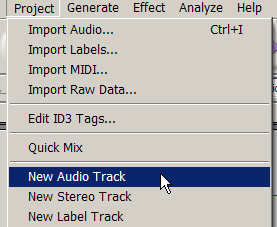 Project Generate Effect Analyze Help
Import Audio... Ctrl+I
Import Labels...
Import MIDI...
Import Raw Data...
Edit ID3 Tags...
Quick Mix
New Audio Track
New Stereo Track
New Label Track